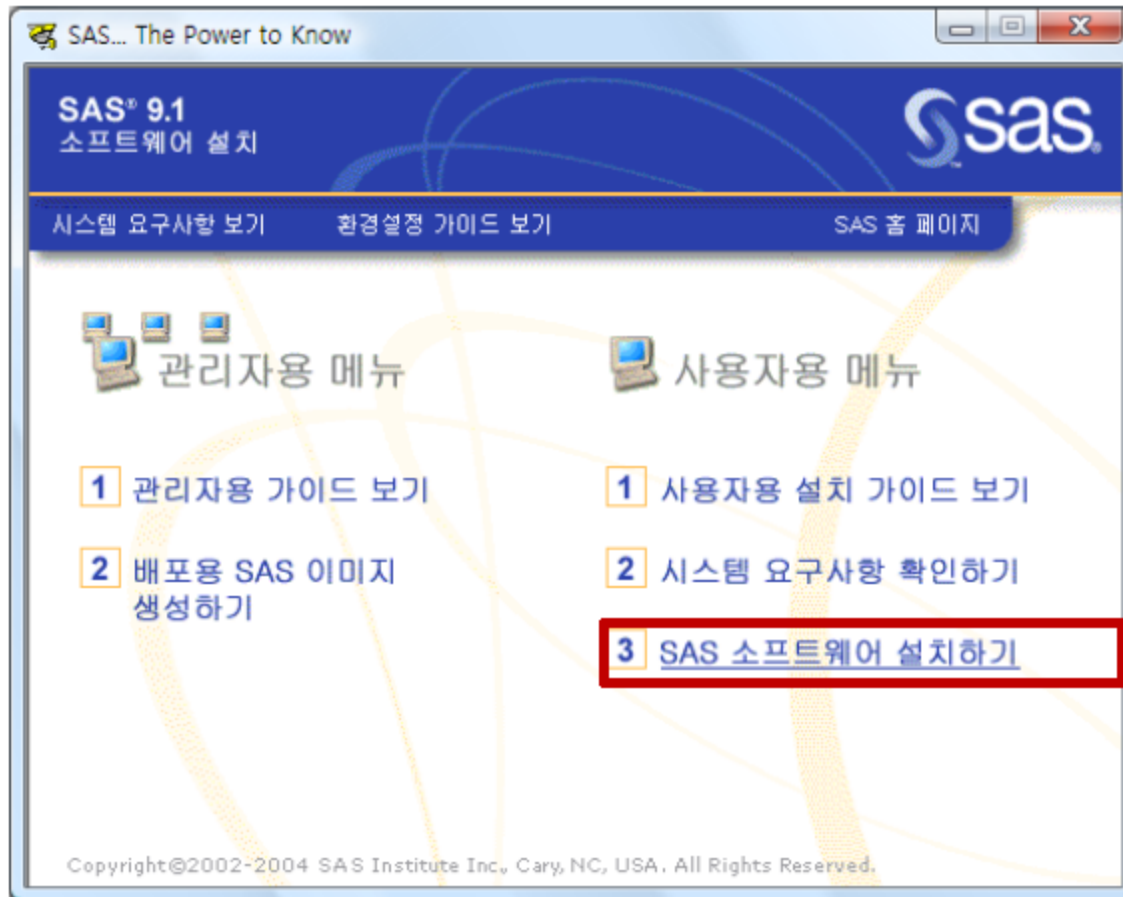 SAS... The Power to Know
SAS® 9.1
소프트웨어 설치
sas.
시스템 요구사항 보기 환경설정 가이드 보기 SAS 홈 페이지
관리자용 메뉴
1 관리자용 가이드 보기
2 배포용 SAS 이미지
생성하기
사용자용 메뉴
1 사용자용 설치 가이드 보기
2 시스템 요구사항 확인하기
3 SAS 소프트웨어 설치하기
Copyright©2002-2004 SAS Institute Inc., Cary, NC, USA. All Rights Reserved.